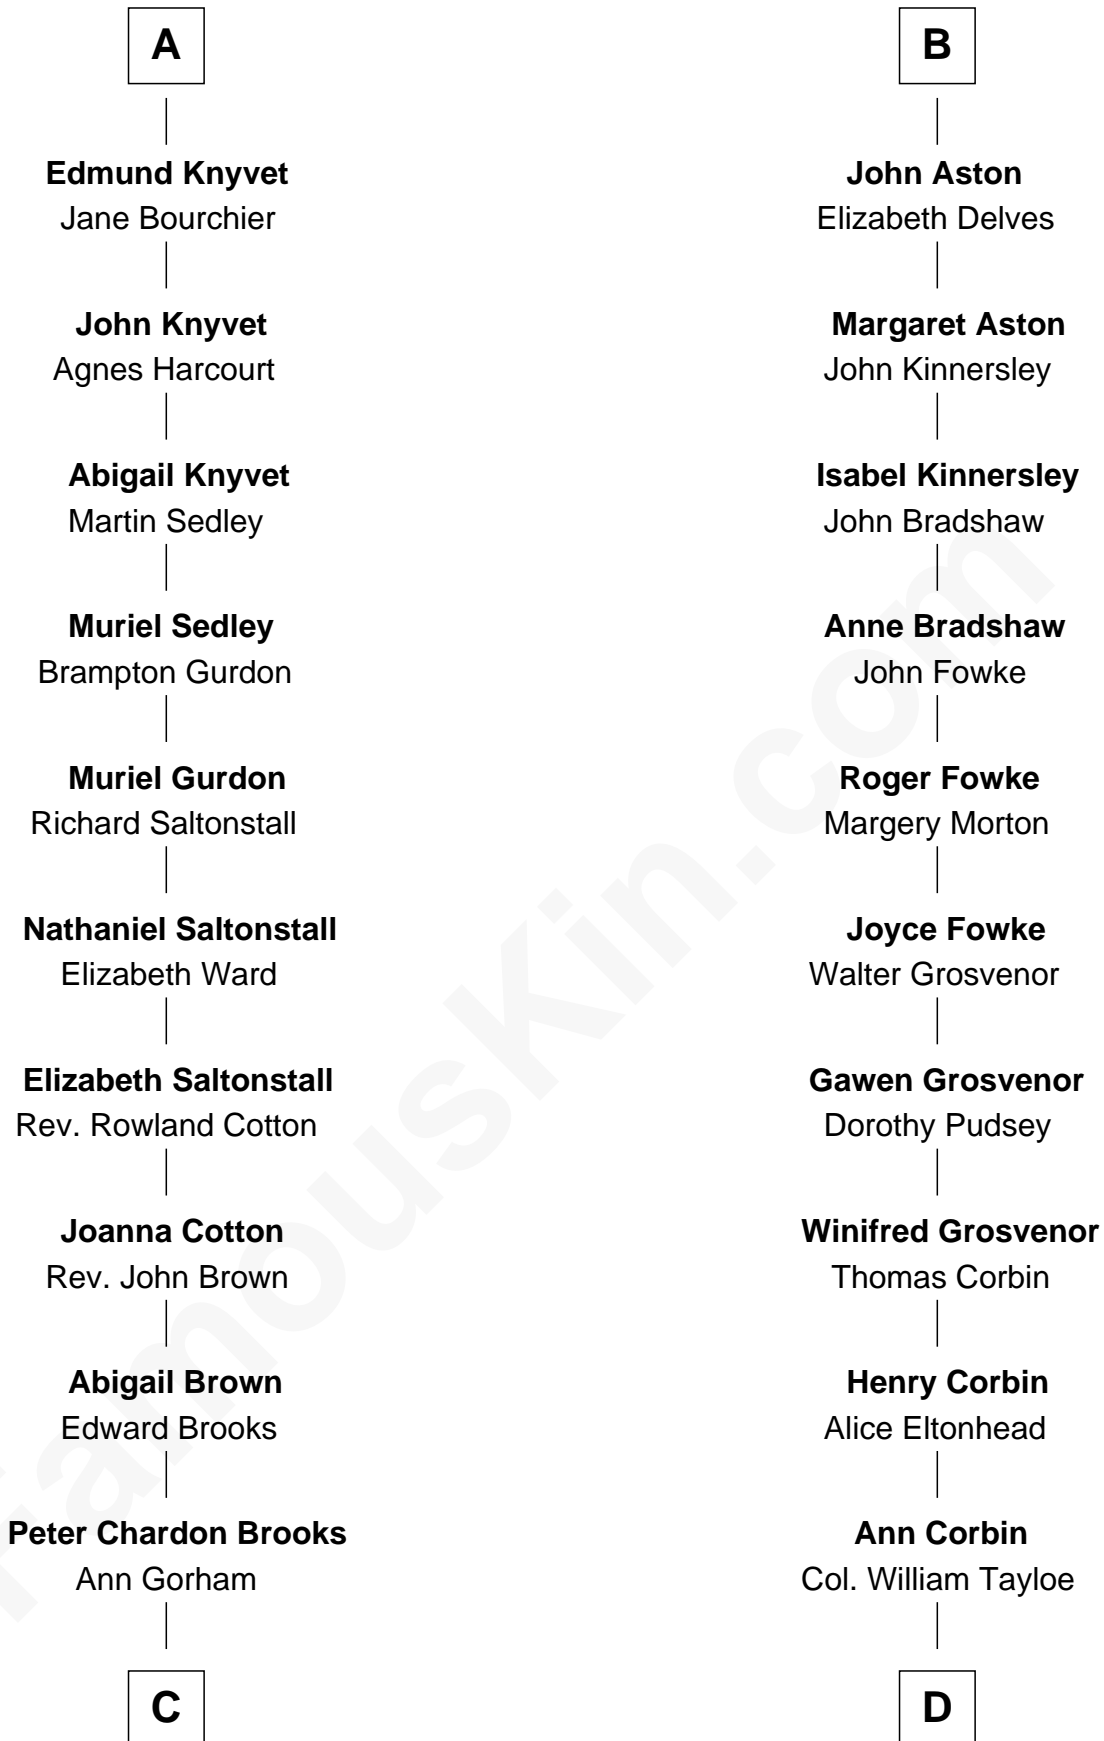 A
Edmund Knyvet
Jane Bourchier
John Knyvet
Agnes Harcourt
Abigail Knyvet
Martin Sedley
Muriel Sedley
Brampton Gurdon
Muriel Gurdon
Richard Saltonstall
Nathaniel Saltonstall
Elizabeth Ward
Elizabeth Saltonstall
Rev. Rowland Cotton
Joanna Cotton
Rev. John Brown
Abigail Brown
Edward Brooks
Peter Chardon Brooks
Ann Gorham
C
B
John Aston
Elizabeth Delves
Margaret Aston
John Kinnersley
Isabel Kinnersley
John Bradshaw
Anne Bradshaw
John Fowke
Roger Fowke
Margery Morton
Joyce Fowke
Walter Grosvenor
Gawen Grosvenor
Dorothy Pudsey
Winifred Grosvenor
Thomas Corbin
Henry Corbin
Alice Eltonhead
Ann Corbin
Col. William Tayloe
D
FamousKin.com